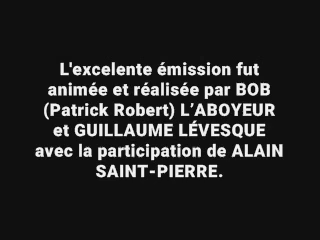 L'excelente émission fut
animée et réalisée par BOB
(Patrick Robert) L’ABOYEUR
et GUILLAUME LÉVESQUE
avec la participation de ALAIN
SAINT-PIERRE.